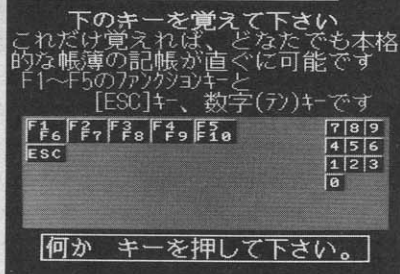 下のキーを覚えて下さい
これだけ覚えれば、どなたでも本格
的な帳簿の記帳が直ぐに可能です
F1～F5のファンクションキーと
[ESC]キー、数字(テン)キーです
F1 F2 F3 F4 F5
F6 F7 F8 F9 F10
7 8 9
ESC
4 5 6
1 2 3
0
何か キーを押して下さい。